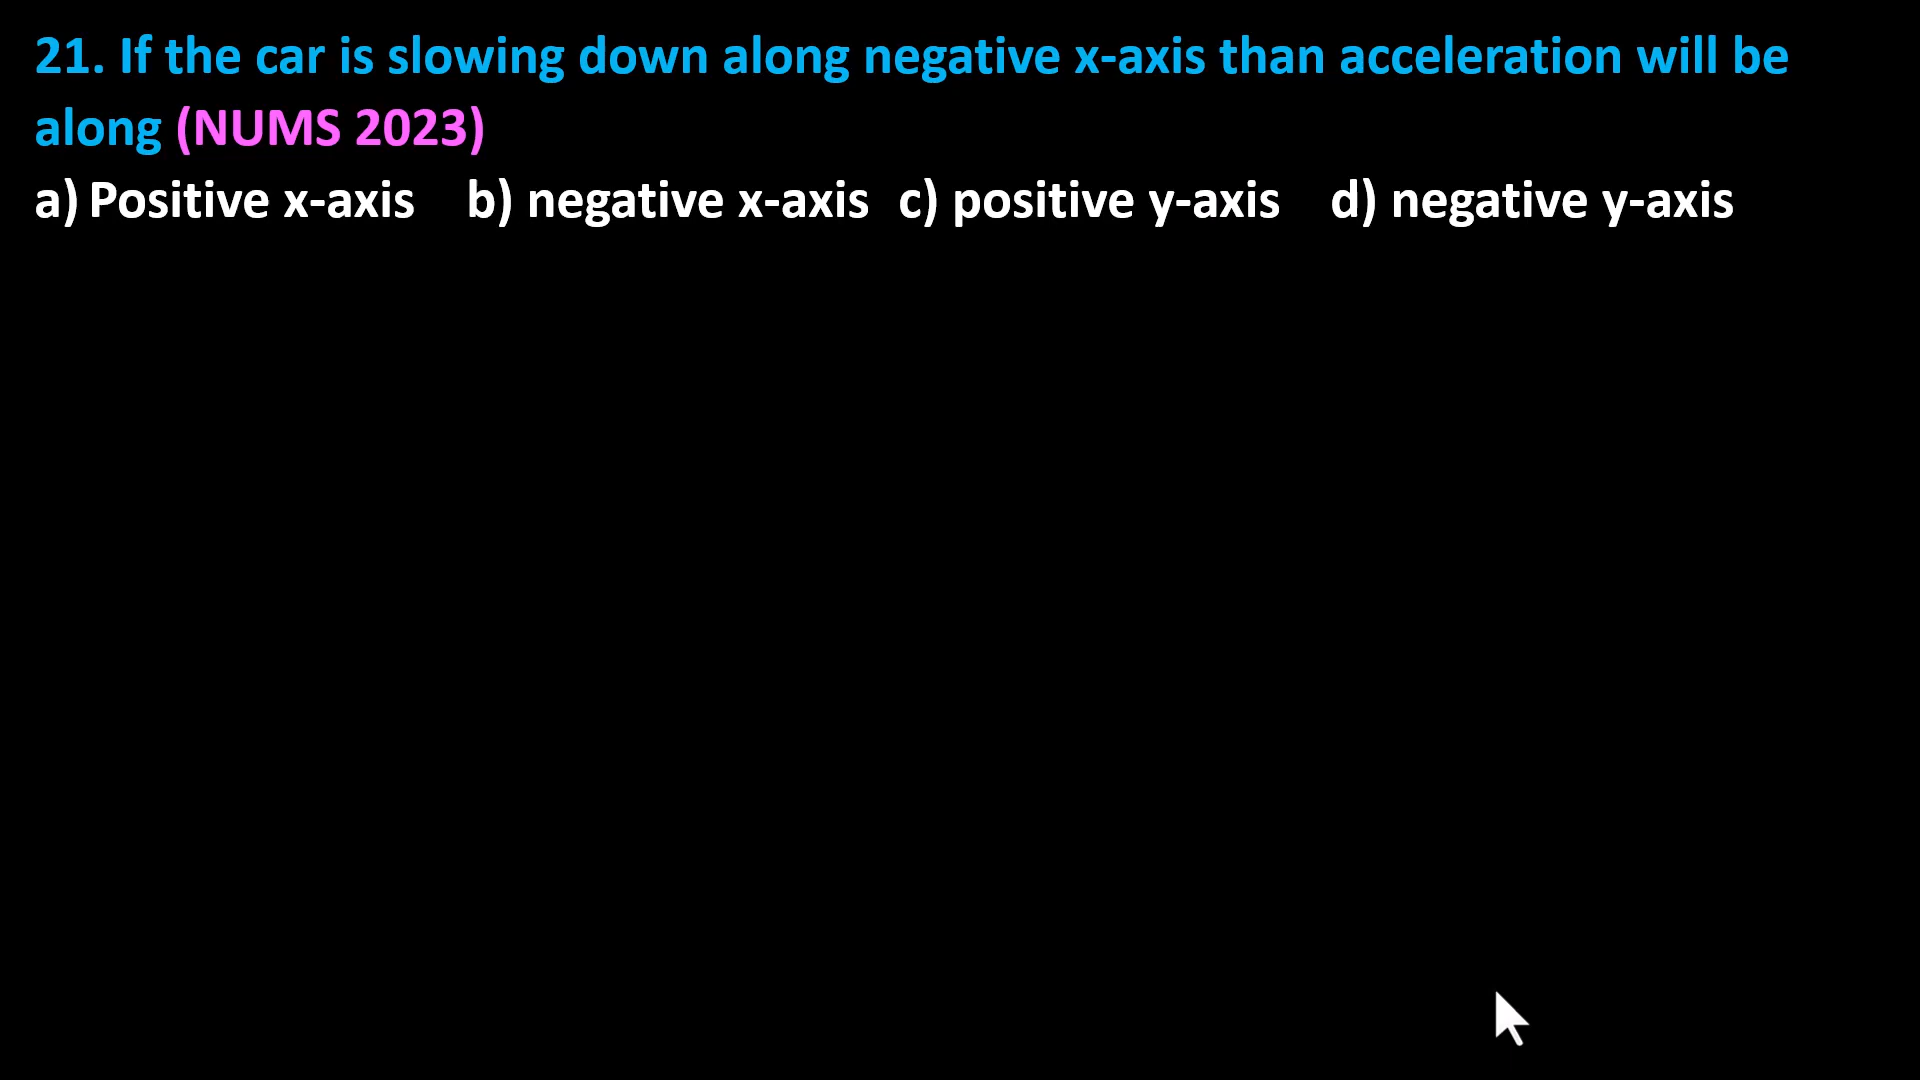 21. If the car is slowing down along negative x-axis than acceleration will be
along (NUMS 2023)
a) Positive x-axis b) negative x-axis c) positive y-axis d) negative y-axis